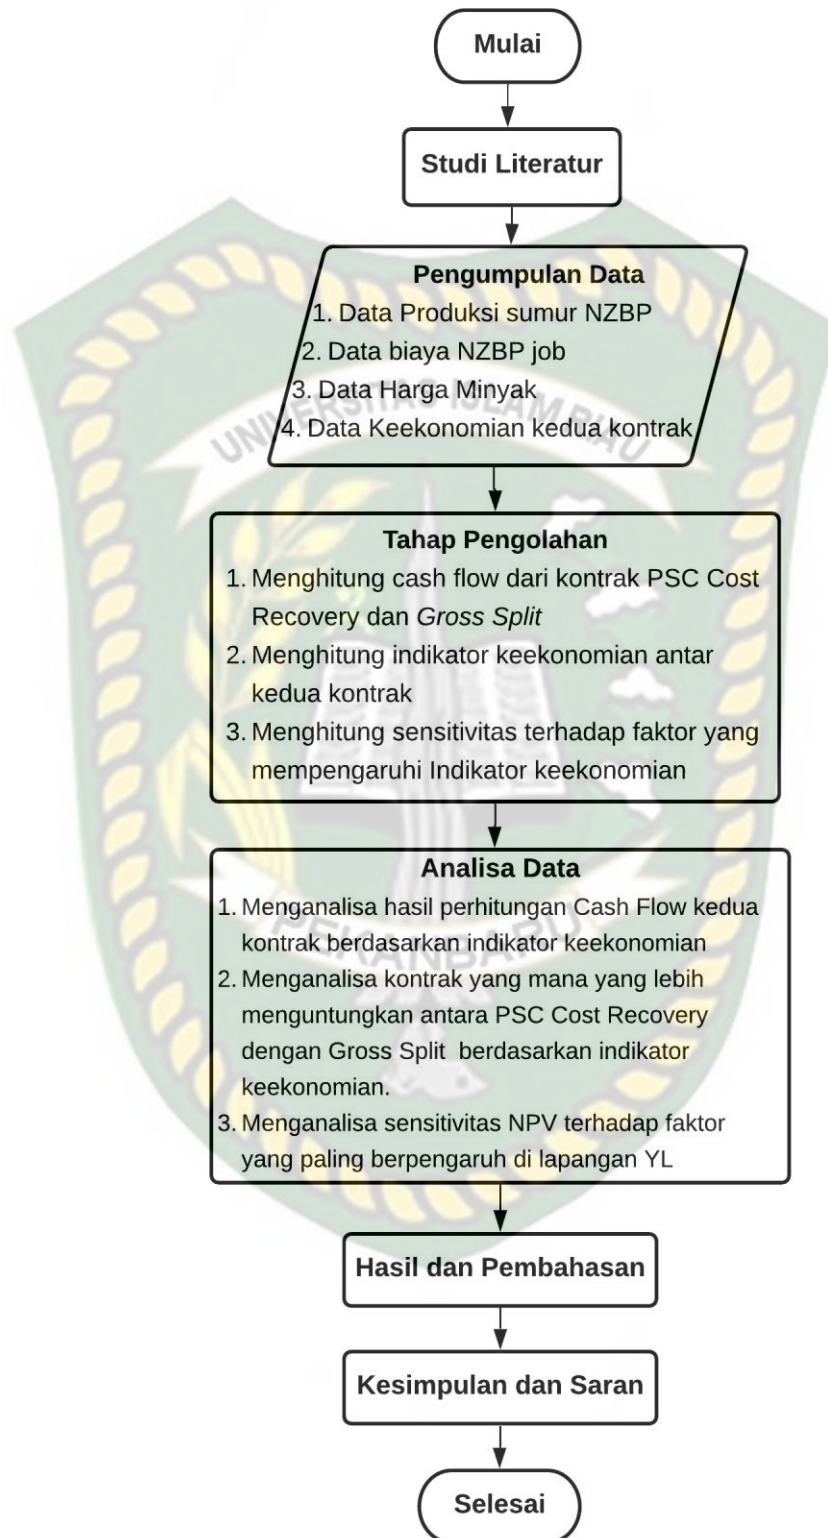 Mulai
Studi Literatur
Pengumpulan Data
1. Data Produksi sumur NZBP
2. Data biaya NZBP job
3. Data Harga Minyak
4. Data Keekonomian kedua kontrak
UNIVERSITAS ISLAM RIAU
Tahap Pengolahan
1. Menghitung cash flow dari kontrak PSC Cost
Recovery dan Gross Split
2. Menghitung indikator keekonomian antar
kedua kontrak
3. Menghitung sensitivitas terhadap faktor yang
mempengaruhi Indikator keekonomian
Analisa Data
1. Menganalisa hasil perhitungan Cash Flow kedua
kontrak berdasarkan indikator keekonomian
PEKANBARU
2. Menganalisa kontrak yang mana yang lebih
menguntungkan antara PSC Cost Recovery
dengan Gross Split berdasarkan indikator
keekonomian.
3. Menganalisa sensitivitas NPV terhadap faktor
yang paling berpengaruh di lapangan YL
Hasil dan Pembahasan
Kesimpulan dan Saran
Selesai